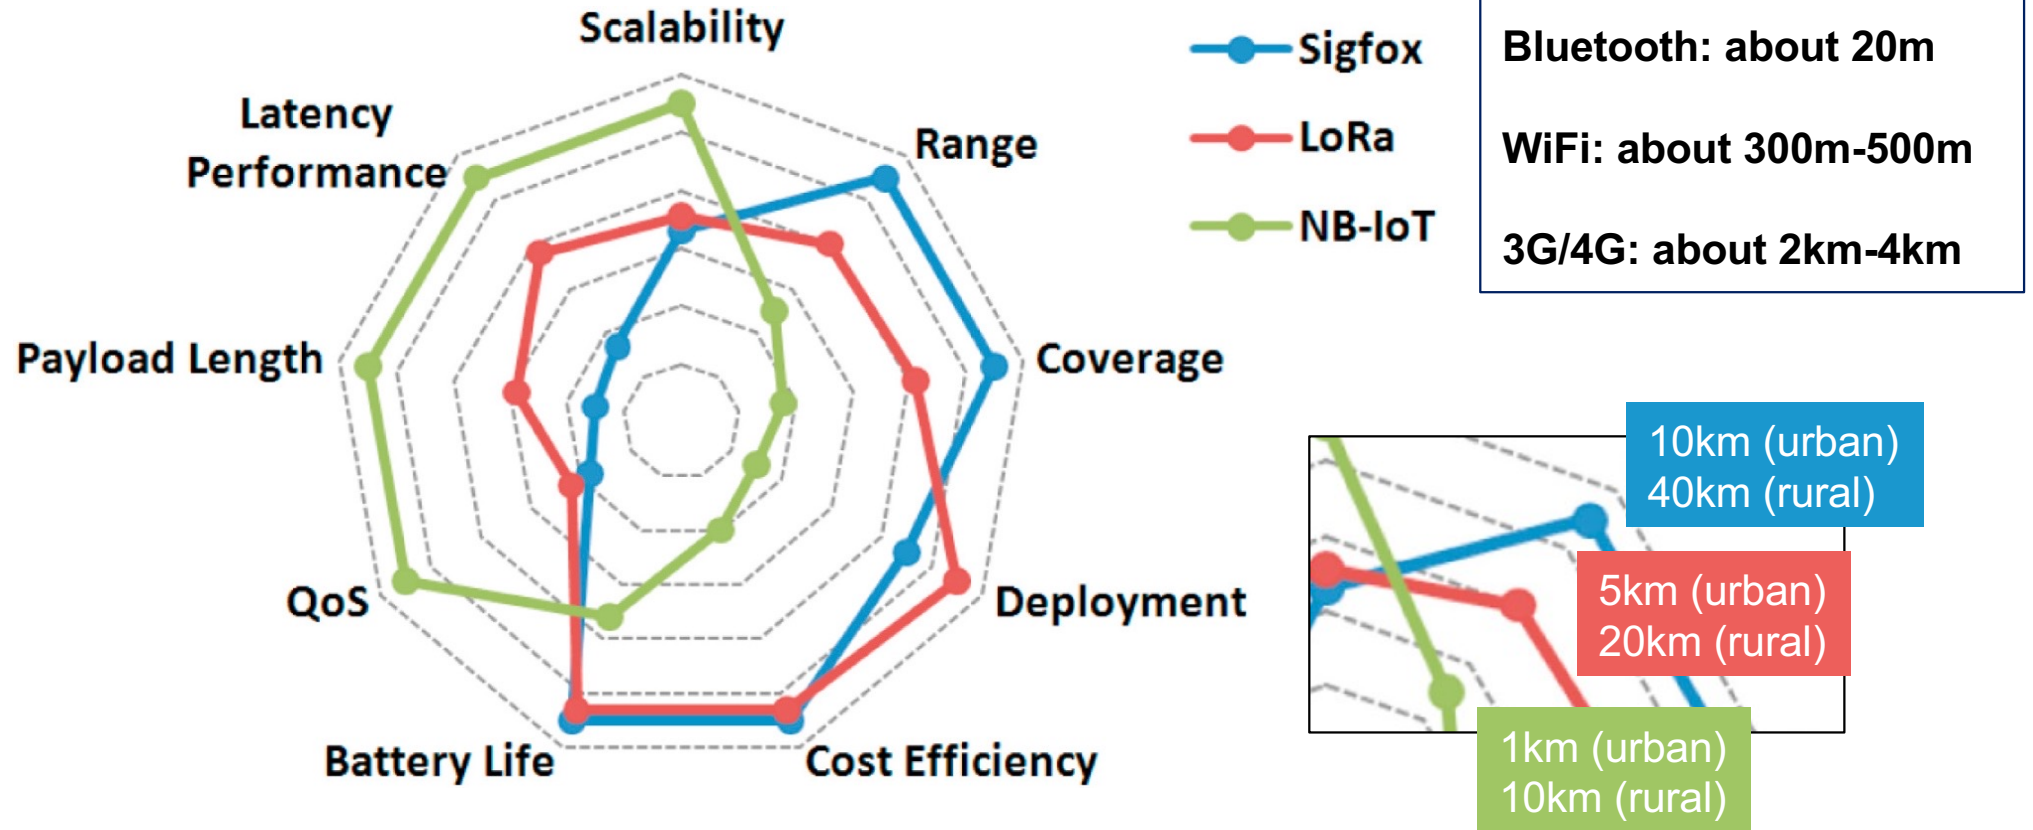 Scalability
Latency
Performance
Range
Payload Length
Coverage
QoS
Deployment
Battery Life
Cost Efficiency
Sigfox
LoRa
NB-IoT
Bluetooth: about 20m
WiFi: about 300m-500m
3G/4G: about 2km-4km
10km (urban)
40km (rural)
5km (urban)
20km (rural)
1km (urban)
10km (rural)